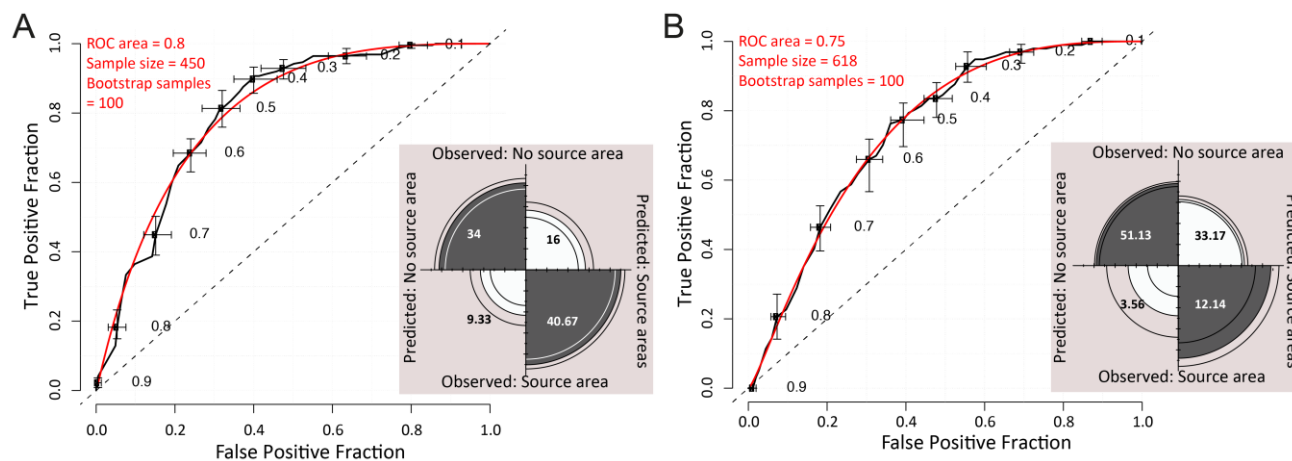 A
ROC area = 0.8
Sample size = 450
Bootstrap samples
= 100
True Positive Fraction
1.0
0.8
0.6
0.4
0.2
0.0
0.1
0.2
0.3
0.4
0.5
0.6
0.7
0.8
0.9
Observed: No source area
Predicted: No source area
Predicted: Source areas
34
16
9.33
40.67
Observed: Source area
0.0
0.2
0.4
0.6
0.8
1.0
False Positive Fraction
B
ROC area = 0.75
Sample size = 618
Bootstrap samples = 100
True Positive Fraction
1.0
0.8
0.6
0.4
0.2
0.0
0.1
0.2
0.3
0.4
0.5
0.6
0.7
0.8
0.9
Observed: No source area
Predicted: No source area
Predicted: Source areas
51.13
33.17
3.56
12.14
Observed: Source area
0.0
0.2
0.4
0.6
0.8
1.0
False Positive Fraction